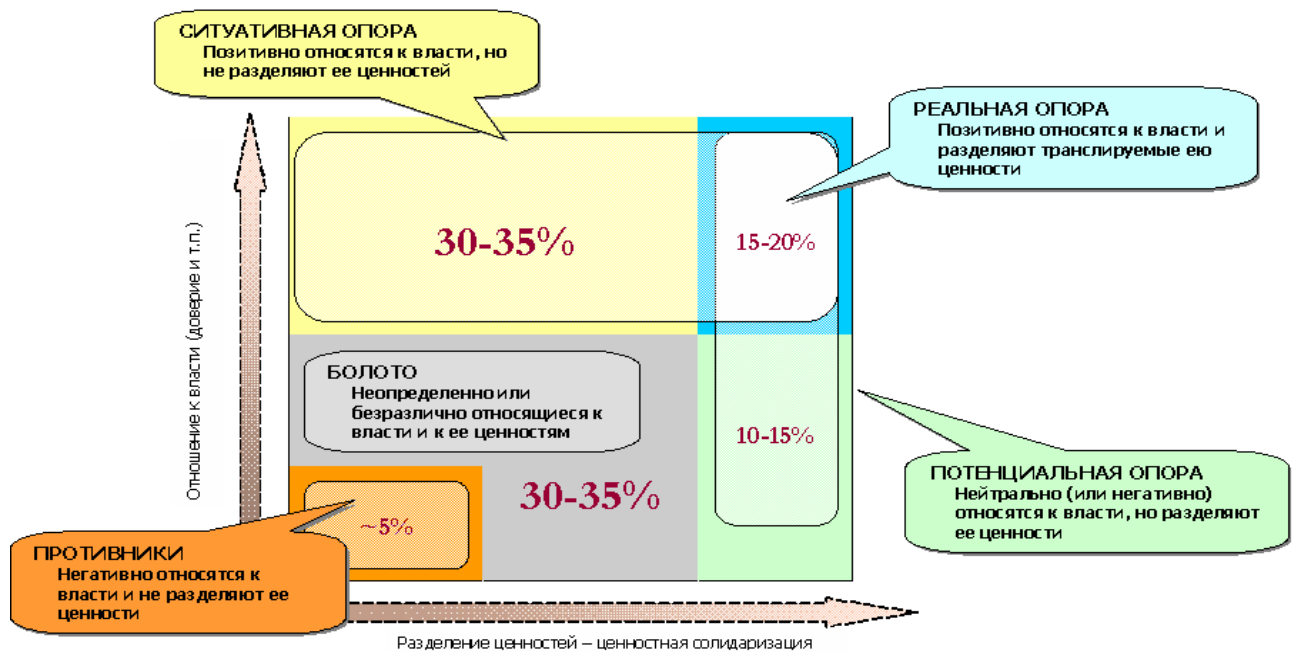 СИТУАТИВНАЯ ОПОРА
Позитивно относятся к власти, но
не разделяют ее ценностей
РЕАЛЬНАЯ ОПОРА
Позитивно относятся к власти и
разделяют транслируемые ею
ценности
Отношение к власти (доверие и т.п.)
30-35%
15-20%
БОЛОТО
Неопределенно или
безразлично относящиеся к
власти и к ее ценностям
10-15%
30-35%
~5%
ПОТЕНЦИАЛЬНАЯ ОПОРА
Нейтрально (или негативно)
относятся к власти, но разделяют
ее ценности
ПРОТИВНИКИ
Негативно относятся к
власти и не разделяют ее
ценности
Разделение ценностей – ценностная солидаризация